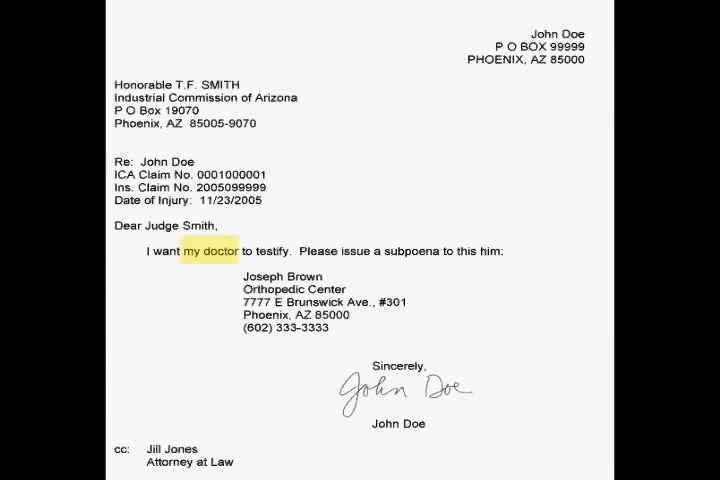 John Doe
P O BOX 99999
PHOENIX, AZ 85000
Honorable T.F. SMITH
Industrial Commission of Arizona
P O Box 19070
Phoenix, AZ 85005-9070
Re: John Doe
ICA Claim No. 0001000001
Ins. Claim No. 2005099999
Date of Injury: 11/23/2005
Dear Judge Smith,
I want my doctor to testify. Please issue a subpoena to this him:
Joseph Brown
Orthopedic Center
7777 E Brunswick Ave., #301
Phoenix, AZ 85000
(602) 333-3333
Sincerely,
John Doe
John Doe
cc: Jill Jones
Attorney at Law